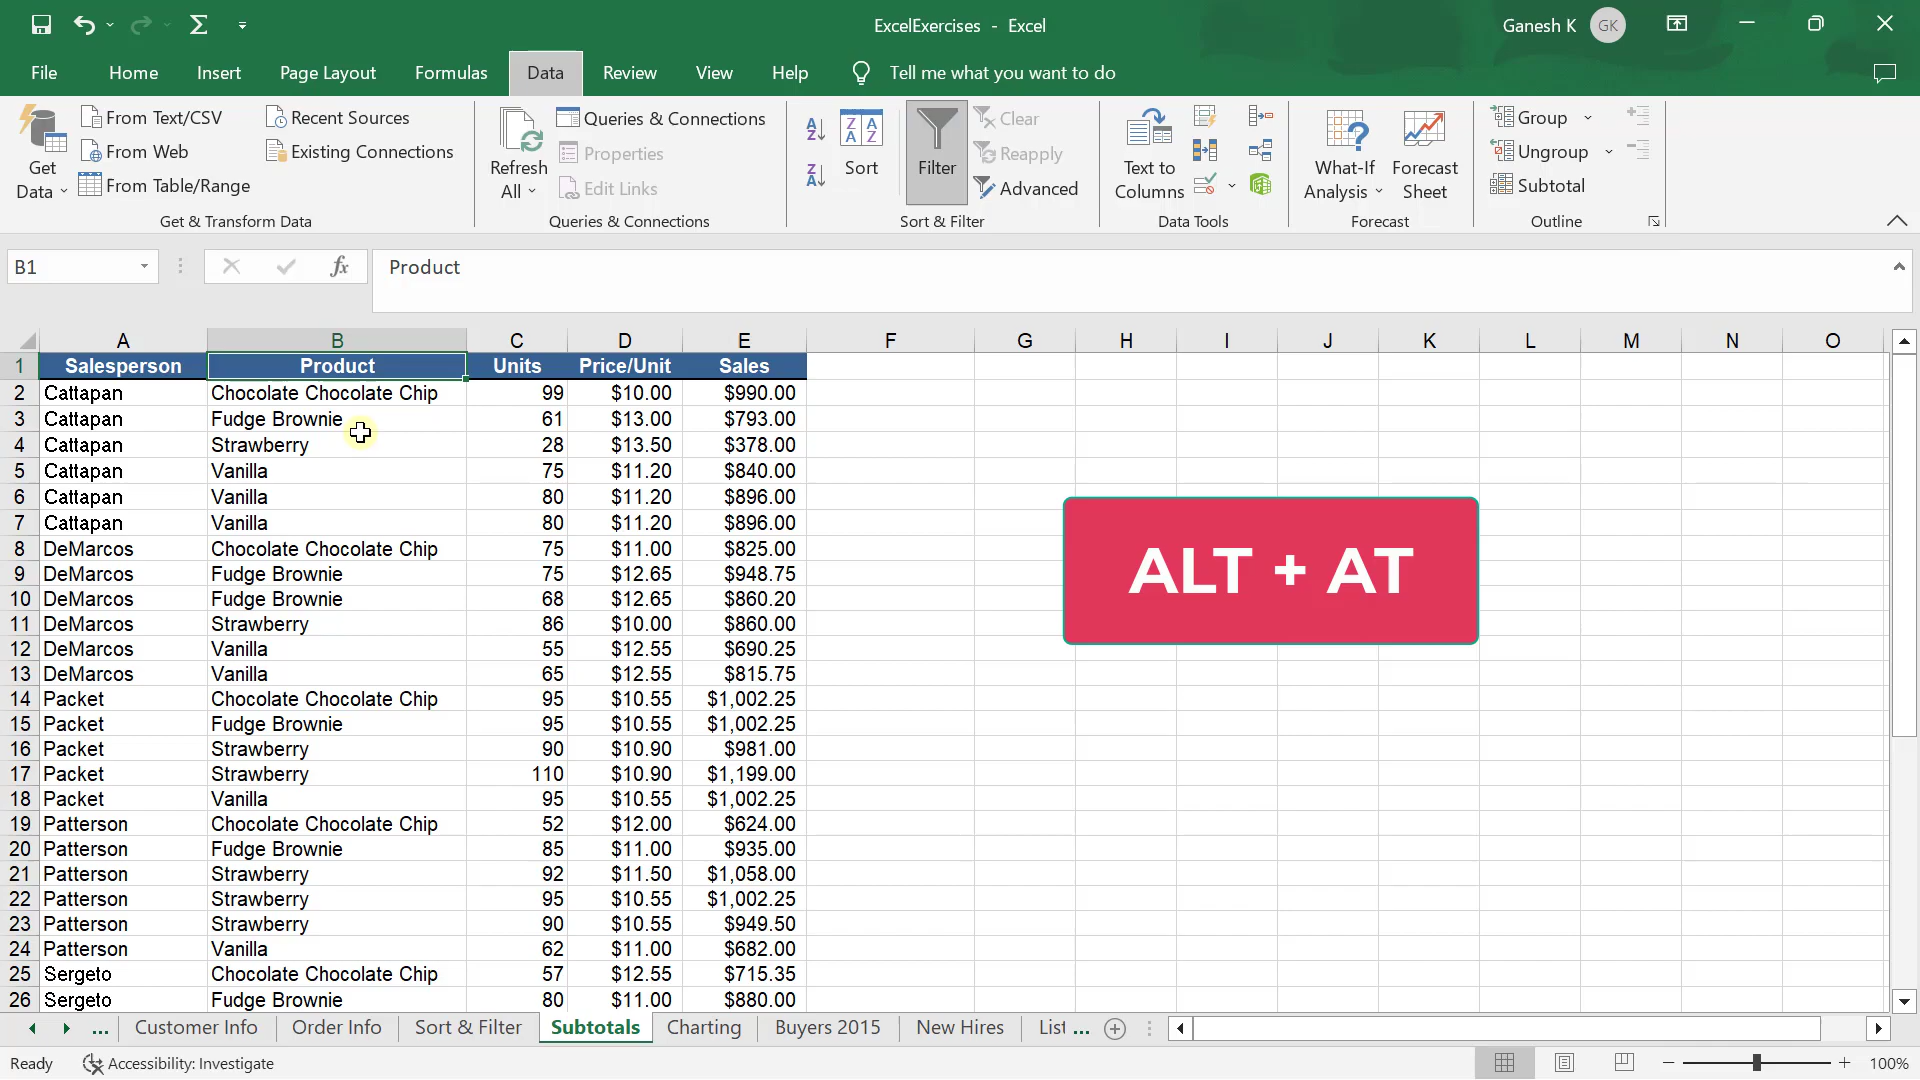 ExcelExercises - Excel
Ganesh K GK
File Home Insert Page Layout Formulas Data Review View Help Tell me what you want to do
Get Data
From Text/CSV
From Web
From Table/Range
Recent Sources
Existing Connections
Get & Transform Data
Refresh All
Queries & Connections
Properties
Edit Links
Queries & Connections
Sort
Filter
Clear
Reapply
Advanced
Sort & Filter
Text to Columns
Data Tools
What-If Analysis
Forecast Sheet
Forecast
Group
Ungroup
Subtotal
Outline
B1 fx Product
A B C D E F G H I J K L M N O
1 Salesperson Product Units Price/Unit Sales
2 Cattapan Chocolate Chocolate Chip 99 $10.00 $990.00
3 Cattapan Fudge Brownie 61 $13.00 $793.00
4 Cattapan Strawberry 28 $13.50 $378.00
5 Cattapan Vanilla 75 $11.20 $840.00
6 Cattapan Vanilla 80 $11.20 $896.00
7 Cattapan Vanilla 80 $11.20 $896.00
8 DeMarcos Chocolate Chocolate Chip 75 $11.00 $825.00
9 DeMarcos Fudge Brownie 75 $12.65 $948.75
10 DeMarcos Fudge Brownie 68 $12.65 $860.20
11 DeMarcos Strawberry 86 $10.00 $860.00
12 DeMarcos Vanilla 55 $12.55 $690.25
13 DeMarcos Vanilla 65 $12.55 $815.75
14 Packet Chocolate Chocolate Chip 95 $10.55 $1,002.25
15 Packet Fudge Brownie 95 $10.55 $1,002.25
16 Packet Strawberry 90 $10.90 $981.00
17 Packet Strawberry 110 $10.90 $1,199.00
18 Packet Vanilla 95 $10.55 $1,002.25
19 Patterson Chocolate Chocolate Chip 52 $12.00 $624.00
20 Patterson Fudge Brownie 85 $11.00 $935.00
21 Patterson Strawberry 92 $11.50 $1,058.00
22 Patterson Strawberry 95 $10.55 $1,002.25
23 Patterson Strawberry 90 $10.55 $949.50
24 Patterson Vanilla 62 $11.00 $682.00
25 Sergeto Chocolate Chocolate Chip 57 $12.55 $715.35
26 Sergeto Fudge Brownie 80 $11.00 $880.00
ALT + AT
... Customer Info Order Info Sort & Filter Subtotals Charting Buyers 2015 New Hires List ...
Ready Accessibility: Investigate 100%